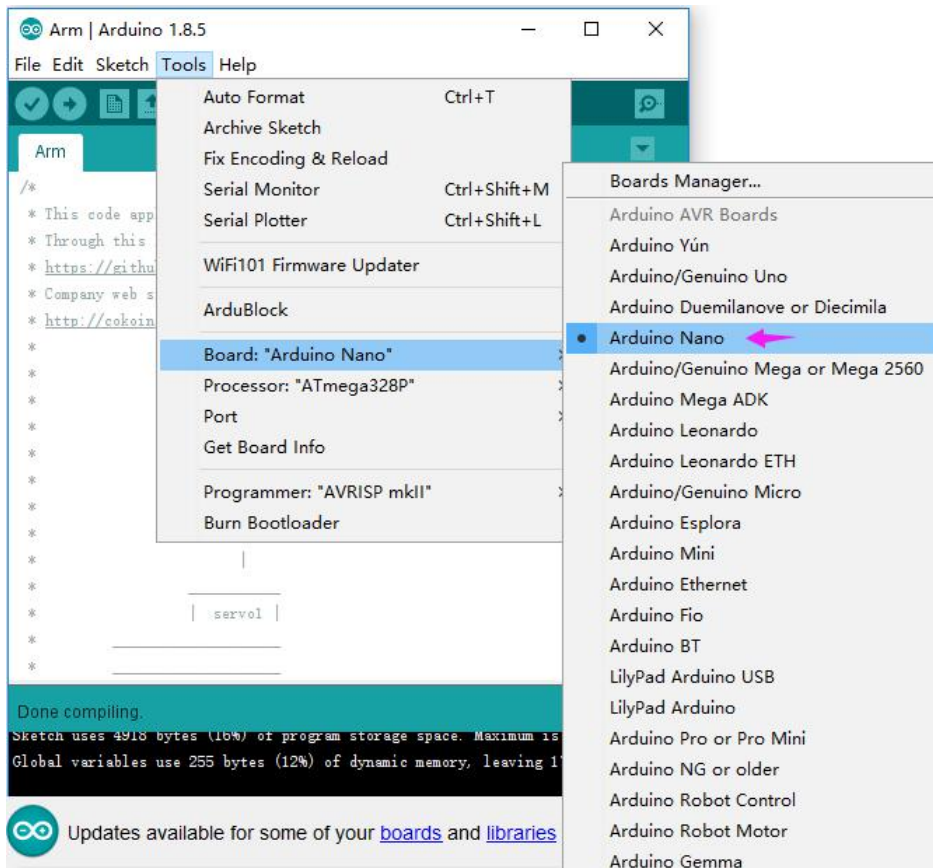 Arm | Arduino 1.8.5
File Edit Sketch Tools Help
Arm
/*
* This code app
* Through this
* https://githu
* Company web s
* http://cokoin
*
*
*
*
*
*
*
*
*
* | servo1 |
*
*
Auto Format Ctrl+T
Archive Sketch
Fix Encoding & Reload
Serial Monitor Ctrl+Shift+M
Serial Plotter Ctrl+Shift+L
WiFi101 Firmware Updater
ArduBlock
Board: "Arduino Nano"
Processor: "ATmega328P"
Port
Get Board Info
Programmer: "AVRISP mkII"
Burn Bootloader
Boards Manager...
Arduino AVR Boards
Arduino Yún
Arduino/Genuino Uno
Arduino Duemilanove or Diecimila
Arduino Nano
Arduino/Genuino Mega or Mega 2560
Arduino Mega ADK
Arduino Leonardo
Arduino Leonardo ETH
Arduino/Genuino Micro
Arduino Esplora
Arduino Mini
Arduino Ethernet
Arduino Fio
Arduino BT
LilyPad Arduino USB
LilyPad Arduino
Arduino Pro or Pro Mini
Arduino NG or older
Arduino Robot Control
Arduino Robot Motor
Arduino Gemma
Done compiling.
Sketch uses 4918 bytes (16%) of program storage space. Maximum is
Global variables use 255 bytes (12%) of dynamic memory, leaving 1
Updates available for some of your boards and libraries